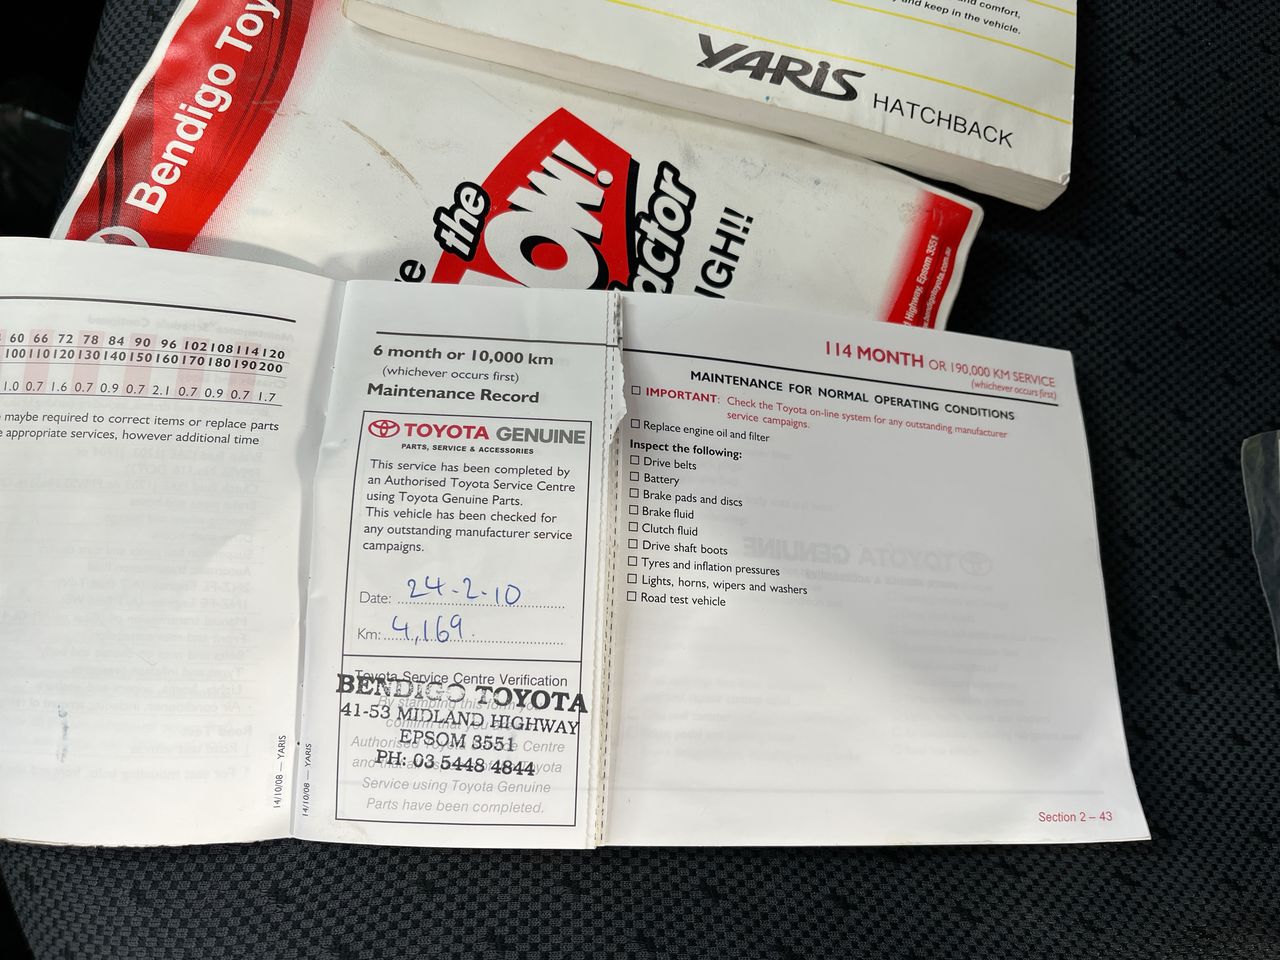 and comfort,
and keep in the vehicle.
YARiS HATCHBACK
Bendigo Toy
the
OW!
actor
Highway, Epsom 3551
www.bendigotoyota.com.au
60 66 72 78 84 90 96 102 108 114 120
100 110 120 130 140 150 160 170 180 190 200
1.0 0.7 1.6 0.7 0.9 0.7 2.1 0.7 0.9 0.7 1.7
maybe required to correct items or replace parts
appropriate services, however additional time
14/10/08 — YARIS
6 month or 10,000 km
(whichever occurs first)
Maintenance Record
TOYOTA GENUINE
PARTS, SERVICE & ACCESSORIES
This service has been completed by
an Authorised Toyota Service Centre
using Toyota Genuine Parts.
This vehicle has been checked for
any outstanding manufacturer service
campaigns.
Date: 24-2-10
Km: 4,169
Toyota Service Centre Verification
BENDIGO TOYOTA
41-53 MIDLAND HIGHWAY
EPSOM 3551
PH: 03 5448 4844
Service using Toyota Genuine
Parts have been completed.
14/10/08 — YARIS
114 MONTH OR 190,000 KM SERVICE
(whichever occurs first)
MAINTENANCE FOR NORMAL OPERATING CONDITIONS
☐ IMPORTANT: Check the Toyota on-line system for any outstanding manufacturer
service campaigns.
☐ Replace engine oil and filter
Inspect the following:
☐ Drive belts
☐ Battery
☐ Brake pads and discs
☐ Brake fluid
☐ Clutch fluid
☐ Drive shaft boots
☐ Tyres and inflation pressures
☐ Lights, horns, wipers and washers
☐ Road test vehicle
Section 2 – 43